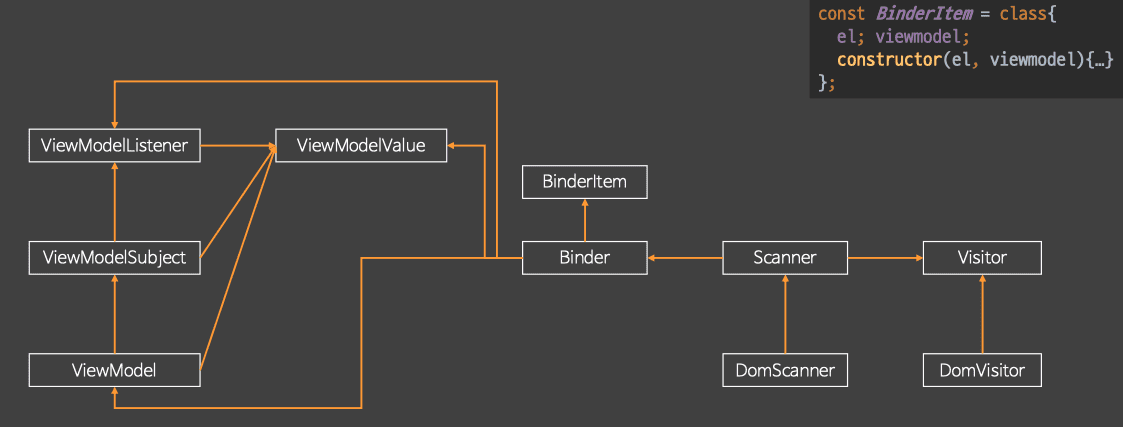 const BinderItem = class{
el; viewmodel;
constructor(el, viewmodel){…}
};
ViewModelListener
ViewModelValue
BinderItem
ViewModelSubject
Binder
Scanner
Visitor
ViewModel
DomScanner
DomVisitor